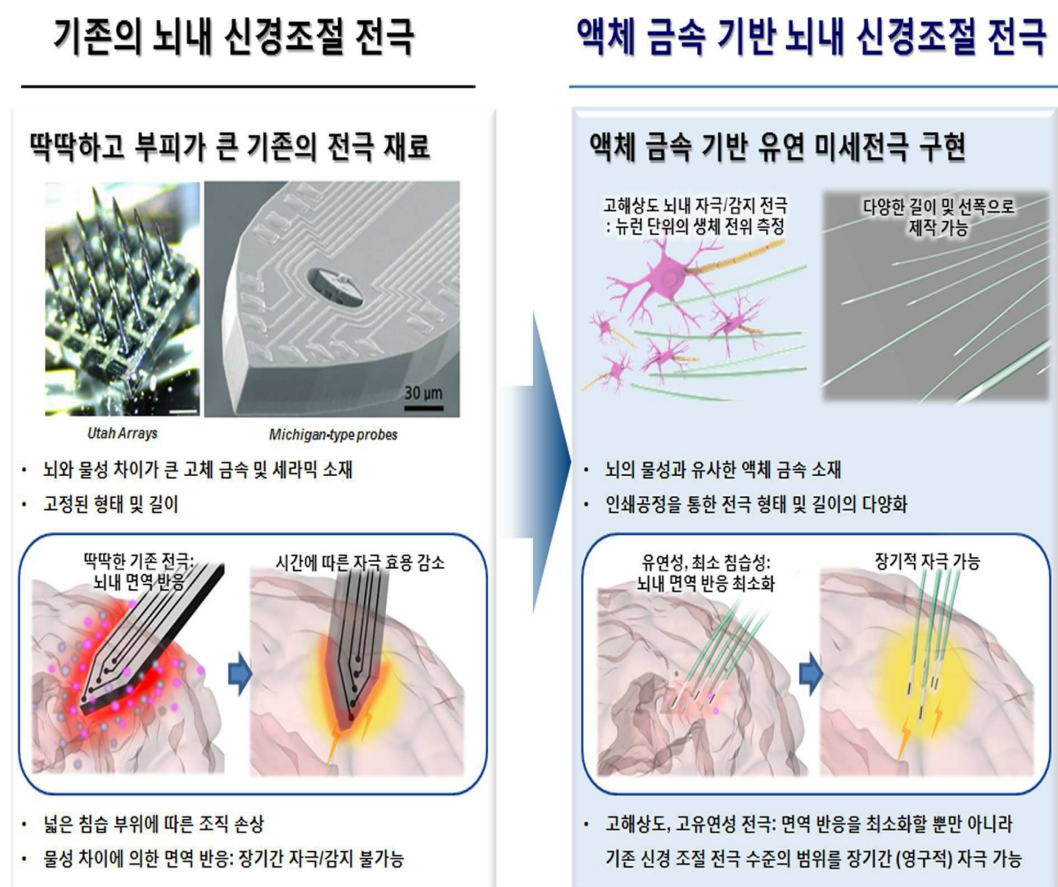 기존의 뇌내 신경조절 전극
딱딱하고 부피가 큰 기존의 전극 재료
30 μm
Utah Arrays
Michigan-type probes
• 뇌와 물성 차이가 큰 고체 금속 및 세라믹 소재
• 고정된 형태 및 길이
딱딱한 기존 전극:
뇌내 면역 반응
시간에 따른 자극 효용 감소
• 넓은 침습 부위에 따른 조직 손상
• 물성 차이에 의한 면역 반응: 장기간 자극/감지 불가능
액체 금속 기반 뇌내 신경조절 전극
액체 금속 기반 유연 미세전극 구현
고해상도 뇌내 자극/감지 전극
: 뉴런 단위의 생체 전위 측정
다양한 길이 및 선폭으로
제작 가능
• 뇌의 물성과 유사한 액체 금속 소재
• 인쇄공정을 통한 전극 형태 및 길이의 다양화
유연성, 최소 침습성:
뇌내 면역 반응 최소화
장기적 자극 가능
• 고해상도, 고유연성 전극: 면역 반응을 최소화할 뿐만 아니라
기존 신경 조절 전극 수준의 범위를 장기간 (영구적) 자극 가능